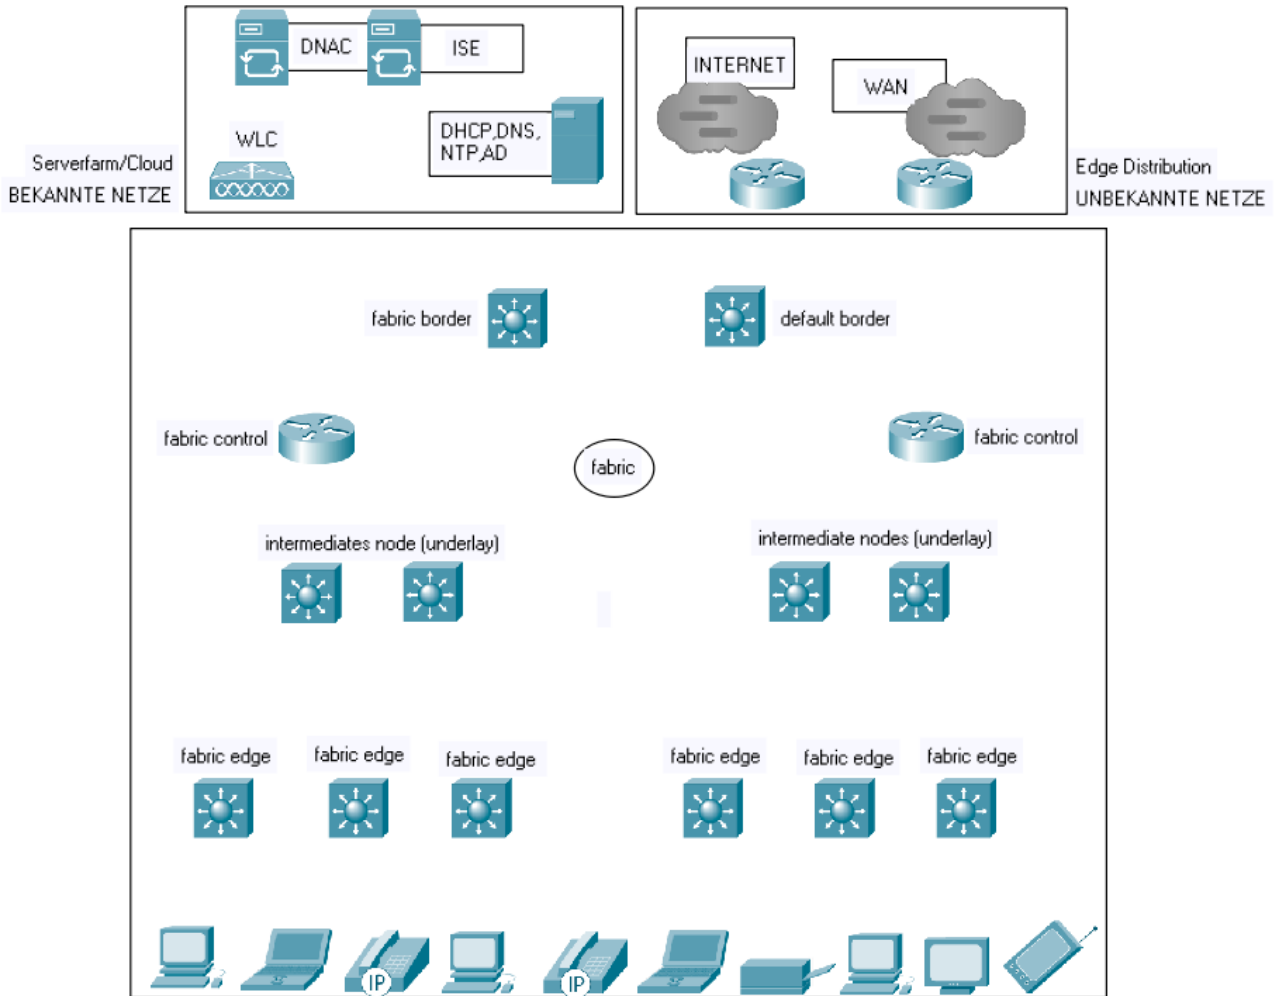 DNAC
ISE
INTERNET
WAN
WLC
DHCP,DNS,
NTP,AD
Serverfarm/Cloud
BEKANNTE NETZE
Edge Distribution
UNBEKANNTE NETZE
fabric border
default border
fabric control
fabric control
fabric
intermediates node (underlay)
intermediate nodes (underlay)
fabric edge
fabric edge
fabric edge
fabric edge
fabric edge
fabric edge
IP
IP